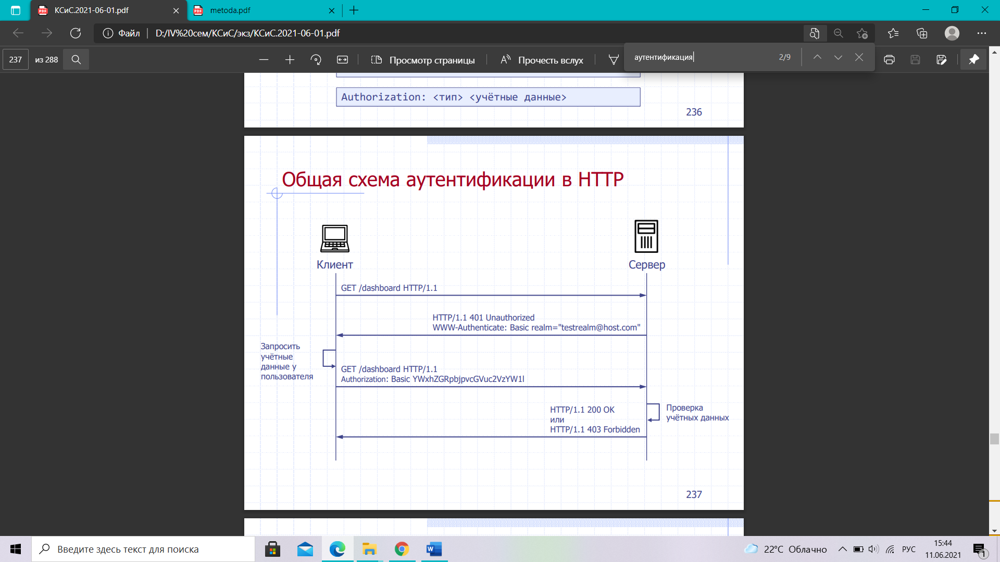 КСиС.2021-06-01.pdf
metoda.pdf
Файл
D:/IV%20сем/КСиС/экз/КСиС.2021-06-01.pdf
237
из 288
Просмотр страницы
Прочесть вслух
аутентификация
2/9
Authorization: <тип> <учётные данные>
236
Общая схема аутентификации в HTTP
Клиент
Сервер
GET /dashboard HTTP/1.1
HTTP/1.1 401 Unauthorized
WWW-Authenticate: Basic realm="testrealm@host.com"
Запросить
учётные
данные у
пользователя
GET /dashboard HTTP/1.1
Authorization: Basic YWxhZGRpbjpvcGVuc2VzYW1l
HTTP/1.1 200 OK
или
HTTP/1.1 403 Forbidden
Проверка
учётных данных
237
Введите здесь текст для поиска
22°C Облачно
РУС
15:44
11.06.2021
1